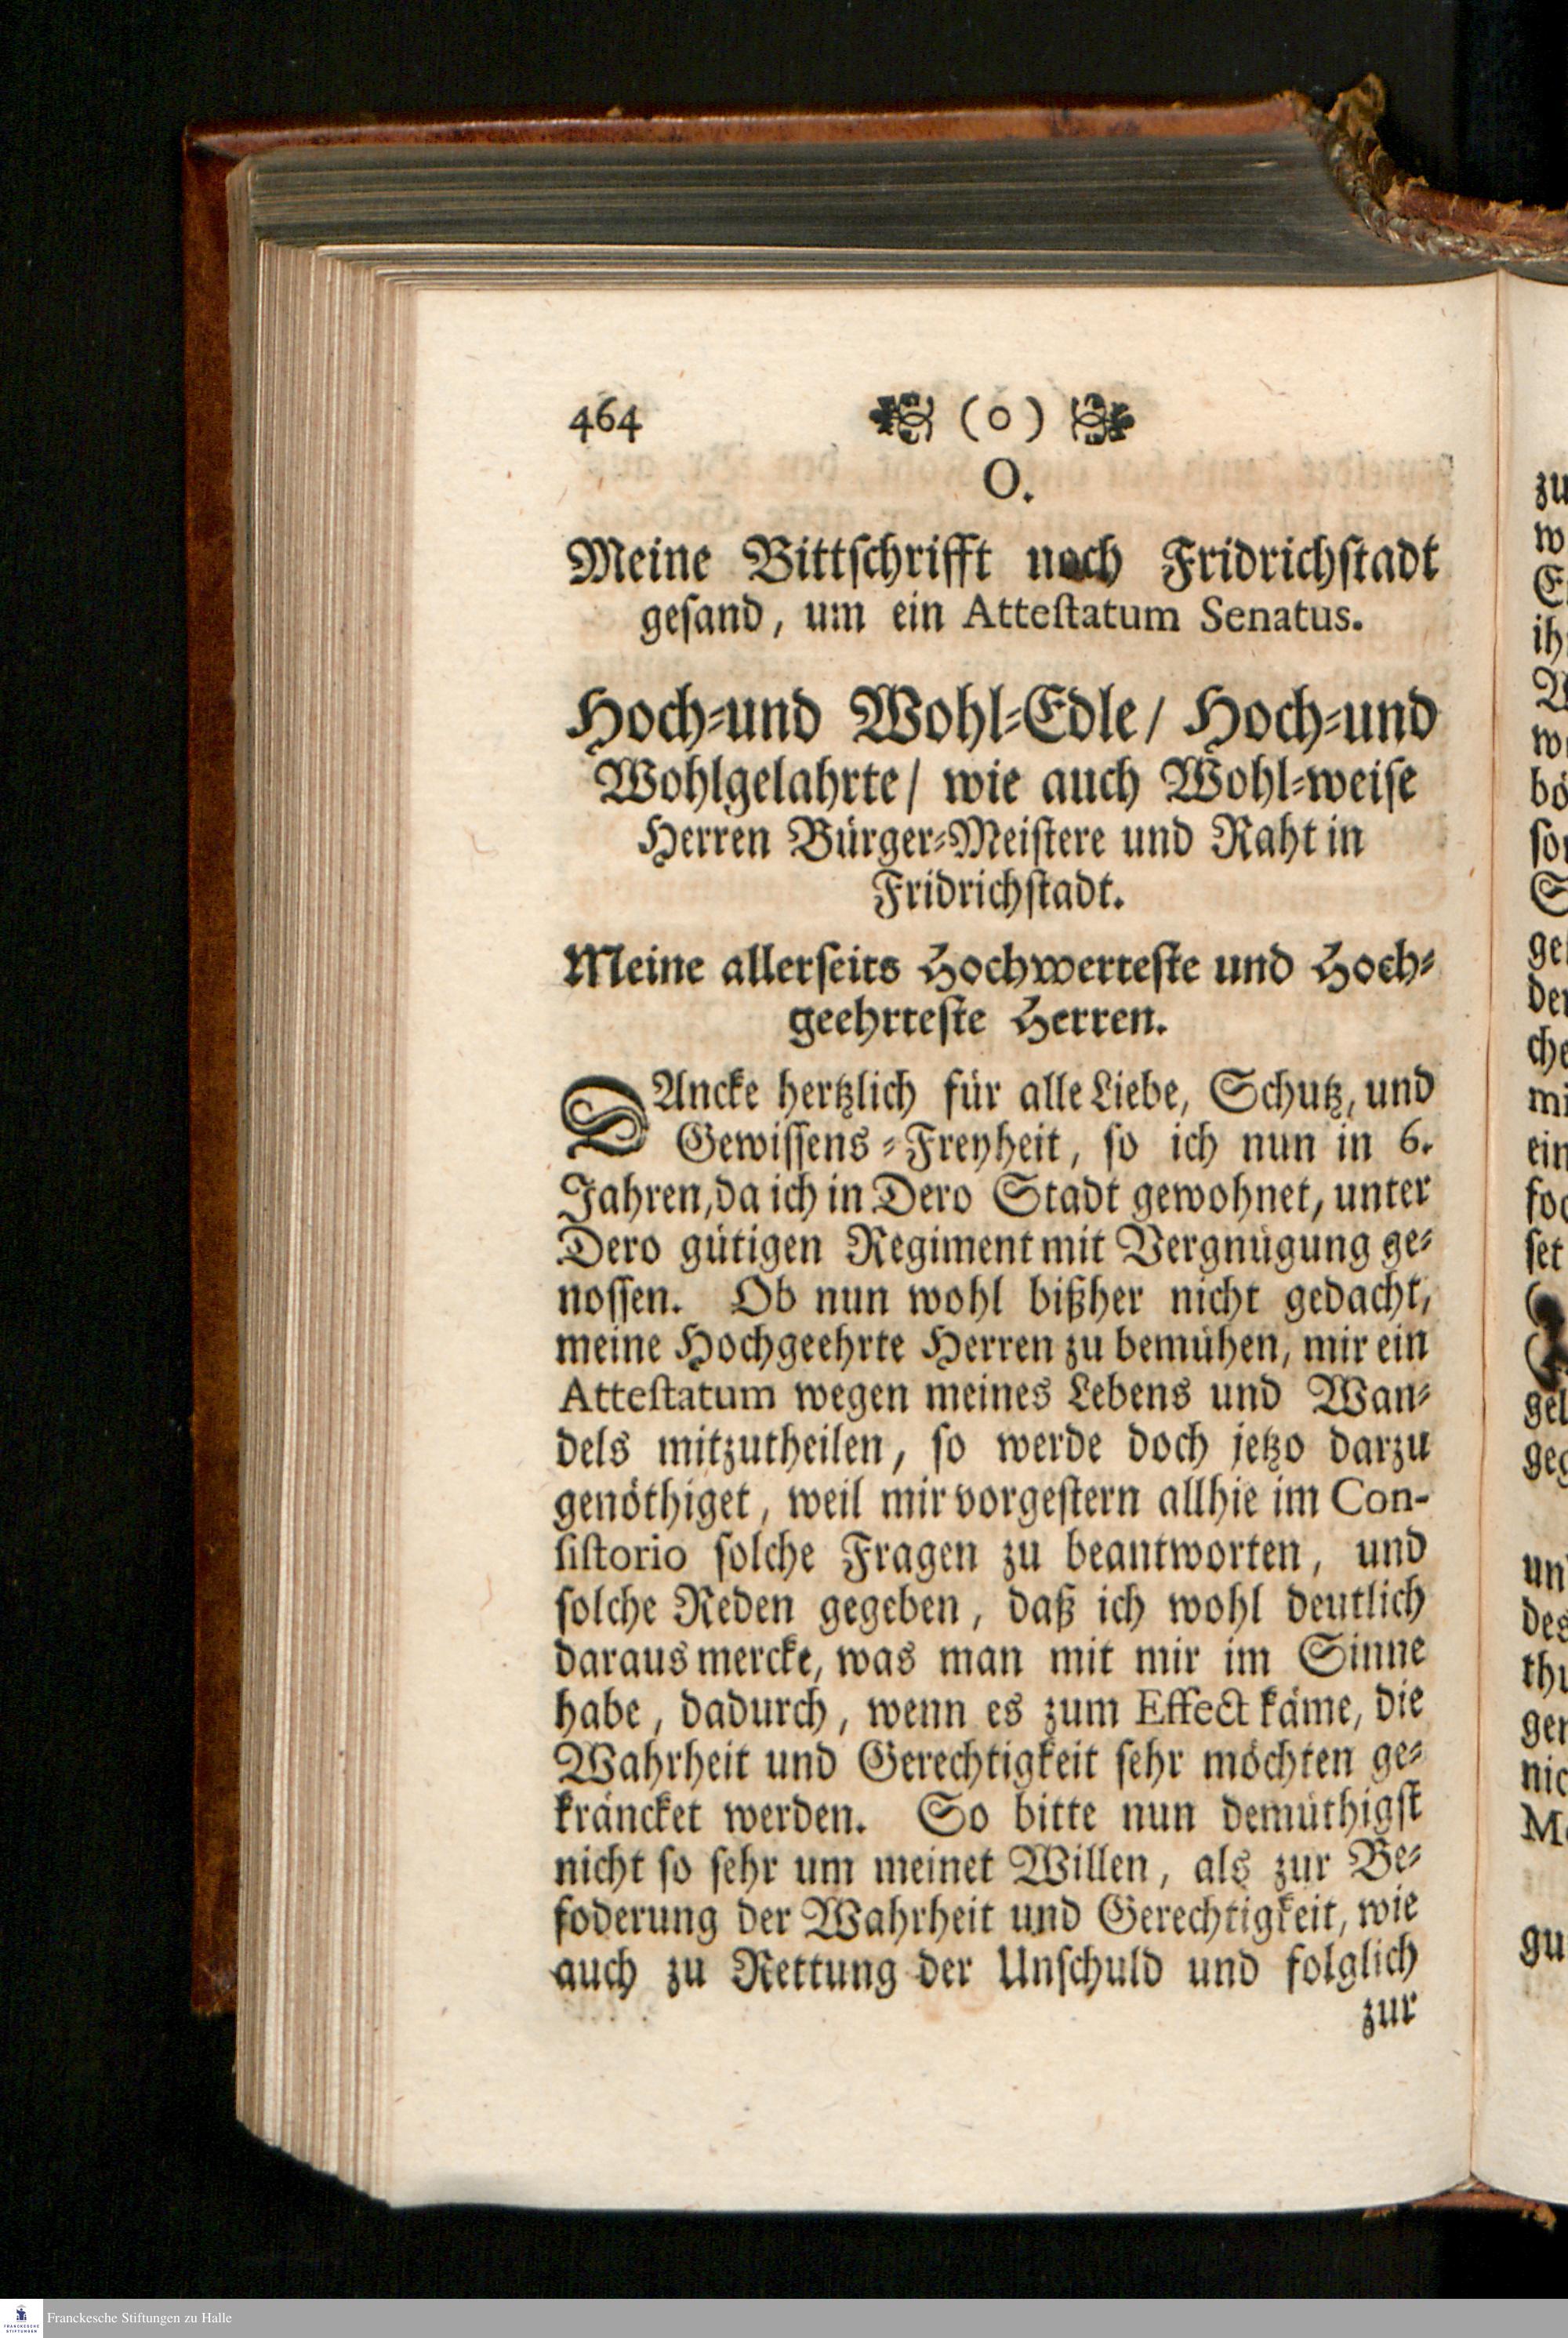 464 (o)
O.
Meine Bittschrifft nach Fridrichstadt
gesand, um ein Attestatum Senatus.
Hoch-und Wohl-Edle/ Hoch-und
Wohlgelahrte/ wie auch Wohl-weise
Herren Bürger-Meistere und Raht in
Fridrichstadt.
Meine allerseits Hochwerteste und Hoch-
geehrteste Herren.
DAncke hertzlich für alle Liebe, Schutz, und
Gewissens-Freyheit, so ich nun in 6.
Jahren, da ich in Dero Stadt gewohnet, unter
Dero gütigen Regiment mit Vergnügung ge-
nossen. Ob nun wohl bißher nicht gedacht,
meine Hochgeehrte Herren zu bemühen, mir ein
Attestatum wegen meines Lebens und Wan-
dels mitzutheilen, so werde doch jetzo darzu
genöthiget, weil mir vorgestern allhie im Con-
sistorio solche Fragen zu beantworten, und
solche Reden gegeben, daß ich wohl deutlich
daraus mercke, was man mit mir im Sinne
habe, dadurch, wenn es zum Effect käme, die
Wahrheit und Gerechtigkeit sehr möchten ge-
kräncket werden. So bitte nun demüthigst
nicht so sehr um meinet Willen, als zur Be-
foderung der Wahrheit und Gerechtigkeit, wie
auch zu Rettung der Unschuld und folglich
zur
Franckesche Stiftungen zu Halle